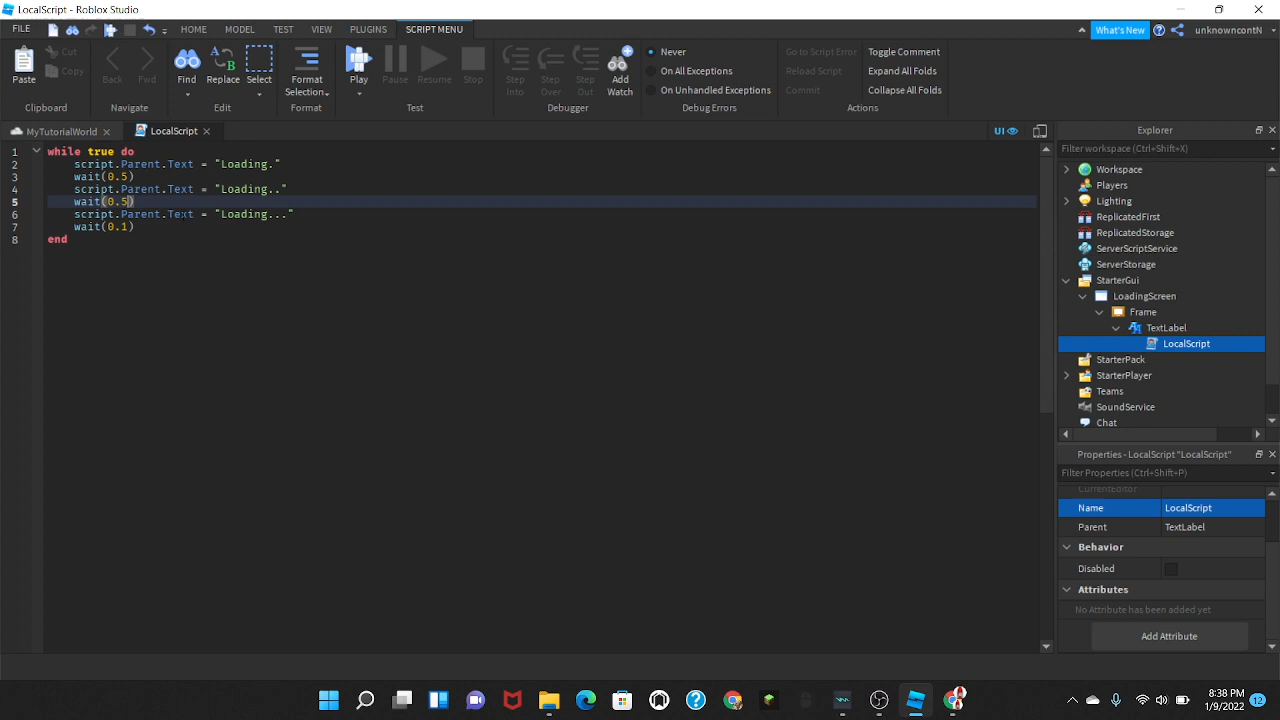 LocalScript - Roblox Studio
FILE HOME MODEL TEST VIEW PLUGINS SCRIPT MENU What's New unknowncontN
Paste Cut Copy Back Fwd Find Replace Select Format Selection Play Pause Resume Stop Step Into Step Over Step Out Add Watch
Never
On All Exceptions
On Unhandled Exceptions
Go to Script Error
Reload Script
Commit
Toggle Comment
Expand All Folds
Collapse All Folds
Clipboard Navigate Edit Format Test Debugger Debug Errors Actions
MyTutorialWorld LocalScript UI
1 while true do
2 script.Parent.Text = "Loading."
3 wait(0.5)
4 script.Parent.Text = "Loading.."
5 wait(0.5)
6 script.Parent.Text = "Loading..."
7 wait(0.1)
8 end
Explorer
Filter workspace (Ctrl+Shift+X)
Workspace
Players
Lighting
ReplicatedFirst
ReplicatedStorage
ServerScriptService
ServerStorage
StarterGui
LoadingScreen
Frame
TextLabel
LocalScript
StarterPack
StarterPlayer
Teams
SoundService
Chat
Properties - LocalScript "LocalScript"
Filter Properties (Ctrl+Shift+P)
CurrentEditor
Name LocalScript
Parent TextLabel
Behavior
Disabled
Attributes
No Attribute has been added yet
Add Attribute
8:38 PM
1/9/2022
12